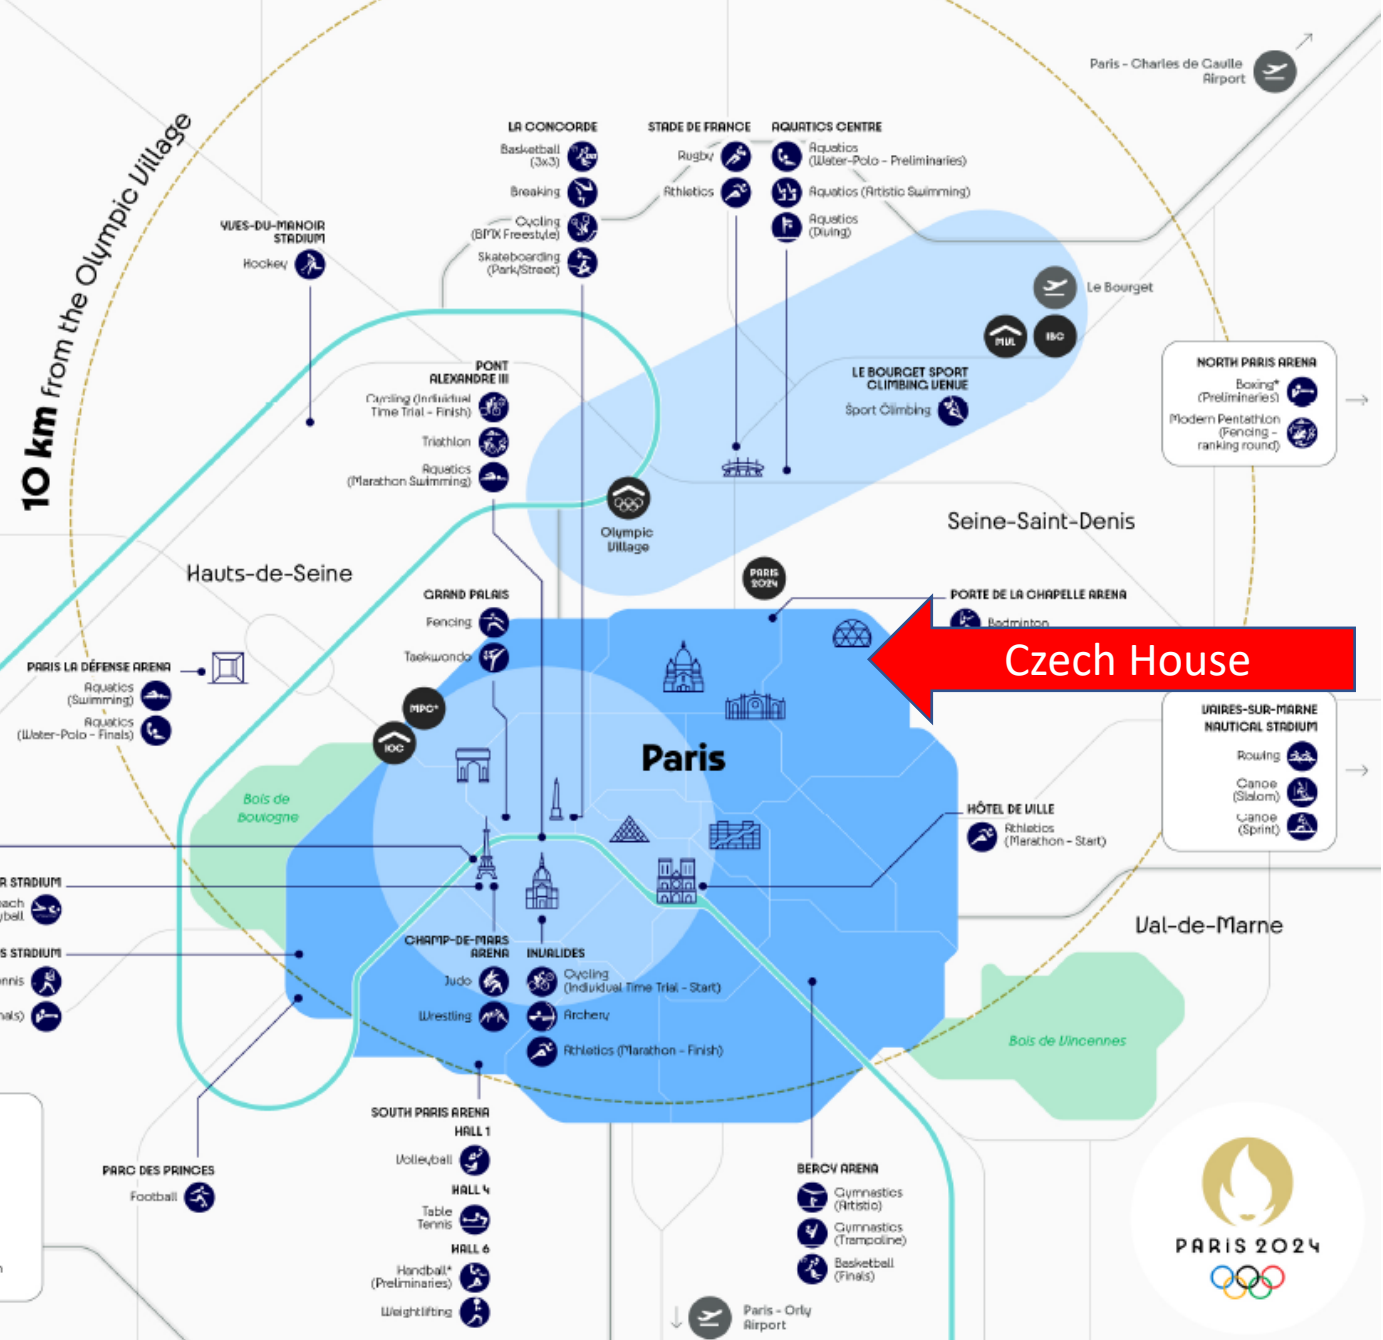 Paris - Charles de Gaulle
Airport
10 km from the Olympic Village
LA CONCORDE
Basketball
(3x3)
Breaking
Cycling
(BMX Freestyle)
Skateboarding
(Park/Street)
STADE DE FRANCE
Rugby
Athletics
AQUATICS CENTRE
Aquatics
(Water-Polo - Preliminaries)
Aquatics (Artistic Swimming)
Aquatics
(Diving)
YVES-DU-MANOIR
STADIUM
Hockey
Le Bourget
MVL
IBC
PONT
ALEXANDRE III
Cycling (Individual
Time Trial - Finish)
Triathlon
Aquatics
(Marathon Swimming)
LE BOURGET SPORT
CLIMBING VENUE
Sport Climbing
NORTH PARIS ARENA
Boxing*
(Preliminaries)
Modern Pentathlon
(Fencing -
ranking round)
Olympic
Village
Seine-Saint-Denis
Hauts-de-Seine
PARIS
2024
PORTE DE LA CHAPELLE ARENA
Badminton
Czech House
GRAND PALAIS
Fencing
Taekwondo
PARIS LA DÉFENSE ARENA
Aquatics
(Swimming)
Aquatics
(Water-Polo - Finals)
MPC*
IOC
VAIRES-SUR-MARNE
NAUTICAL STADIUM
Rowing
Canoe
(Slalom)
Canoe
(Sprint)
Paris
Bois de
Boulogne
HÔTEL DE VILLE
Athletics
(Marathon - Start)
R STADIUM
each
yball
S STADIUM
ennis
nals)
Val-de-Marne
CHAMP-DE-MARS
ARENA
Judo
Wrestling
INVALIDES
Cycling
(Individual Time Trial - Start)
Archery
Athletics (Marathon - Finish)
Bois de Vincennes
SOUTH PARIS ARENA
HALL 1
Volleyball
HALL 4
Table
Tennis
HALL 6
Handball*
(Preliminaries)
Weightlifting
PARC DES PRINCES
Football
BERCY ARENA
Gymnastics
(Artistic)
Gymnastics
(Trampoline)
Basketball
(Finals)
PARIS 2024
n
Paris - Orly
Airport